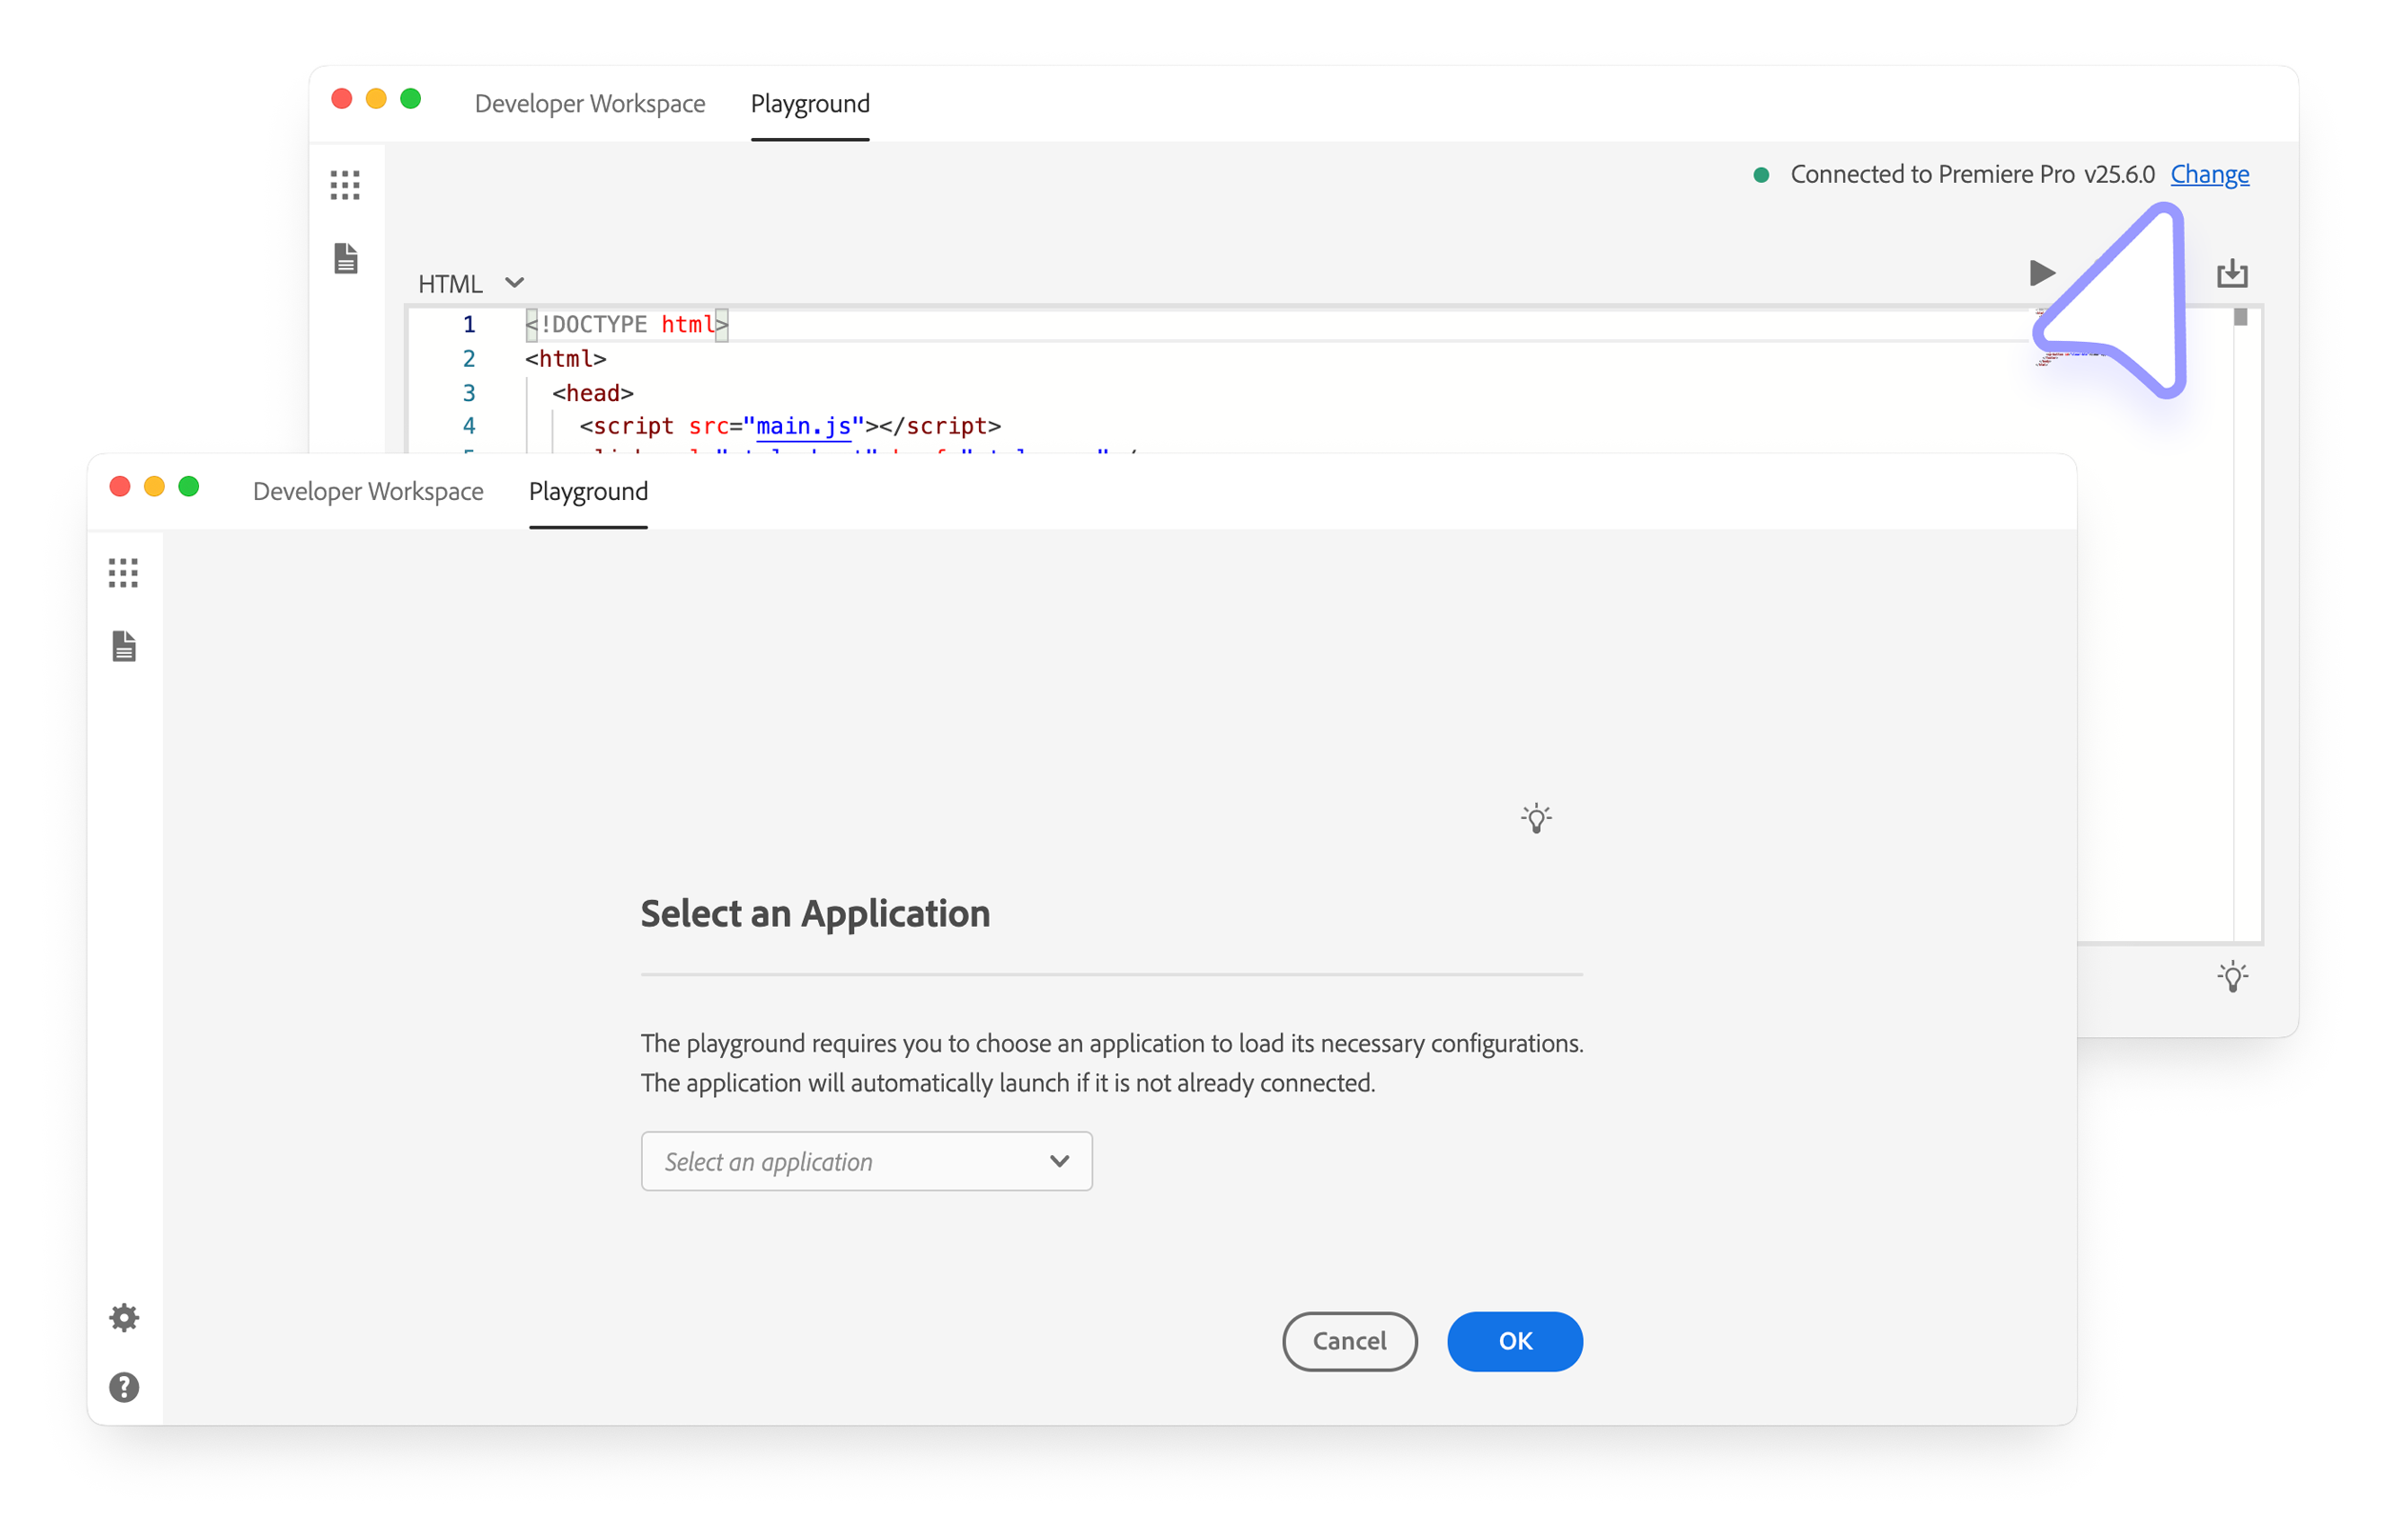 Developer Workspace Playground
Connected to Premiere Pro v25.6.0 Change
HTML
1 <!DOCTYPE html>
2 <html>
3 <head>
4 <script src="main.js"></script>
Developer Workspace Playground
Select an Application
The playground requires you to choose an application to load its necessary configurations.
The application will automatically launch if it is not already connected.
Select an application
Cancel OK